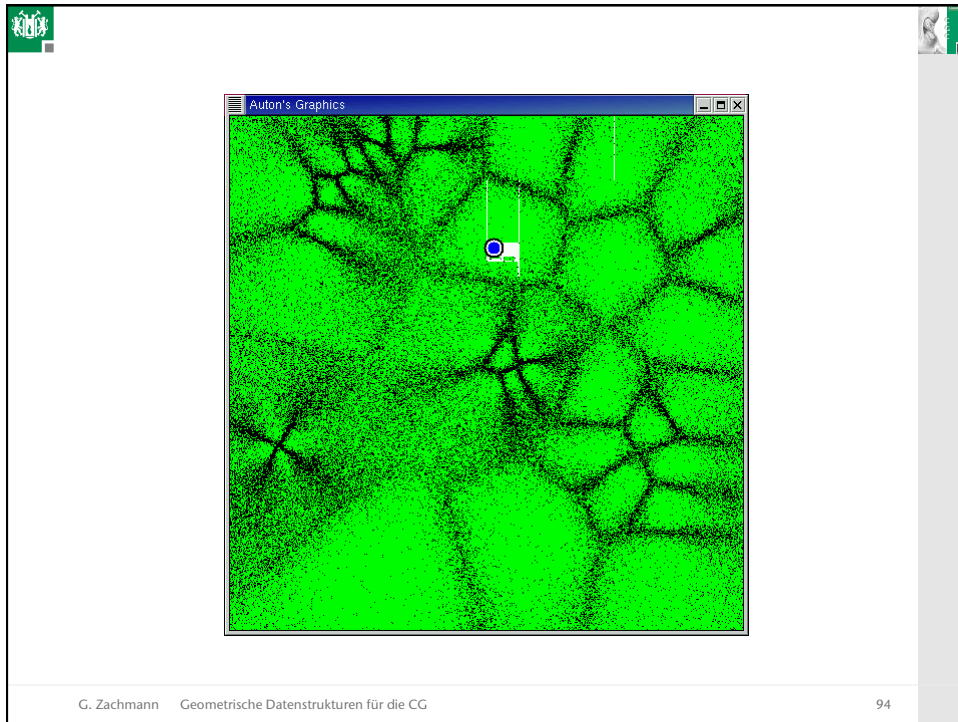 Auton's Graphics
G. Zachmann Geometrische Datenstrukturen für die CG 94